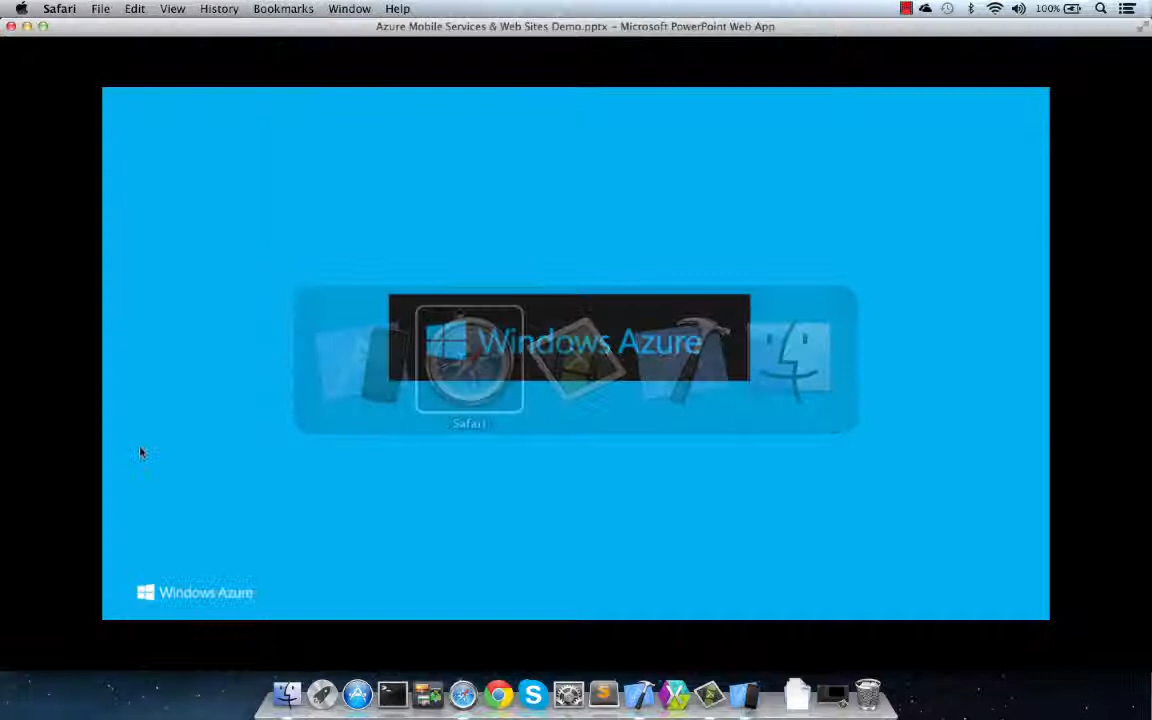 Safari File Edit View History Bookmarks Window Help 100%
Azure Mobile Services & Web Sites Demo.pptx – Microsoft PowerPoint Web App
Windows Azure
Safari
Windows Azure